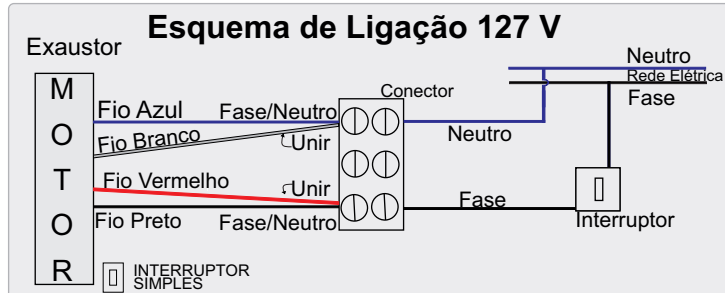 Esquema de Ligação 127 V
Exaustor
MOTOR
Fio Azul
Fase/Neutro
Fio Branco
Unir
Fio Vermelho
Unir
Fio Preto
Fase/Neutro
Conector
Neutro
Neutro
Rede Elétrica
Fase
Fase
Interruptor
INTERRUPTOR
SIMPLES